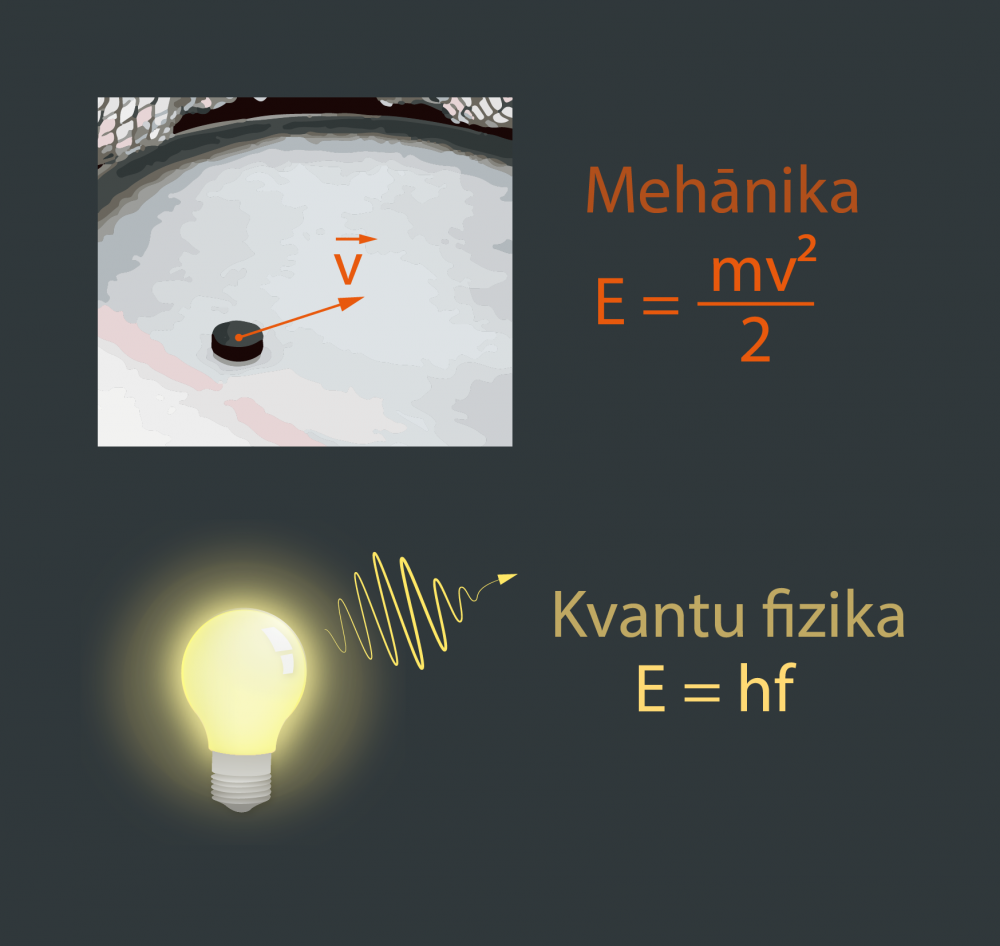 v
Mehānika
E = mv²/2
Kvantu fizika
E = hf